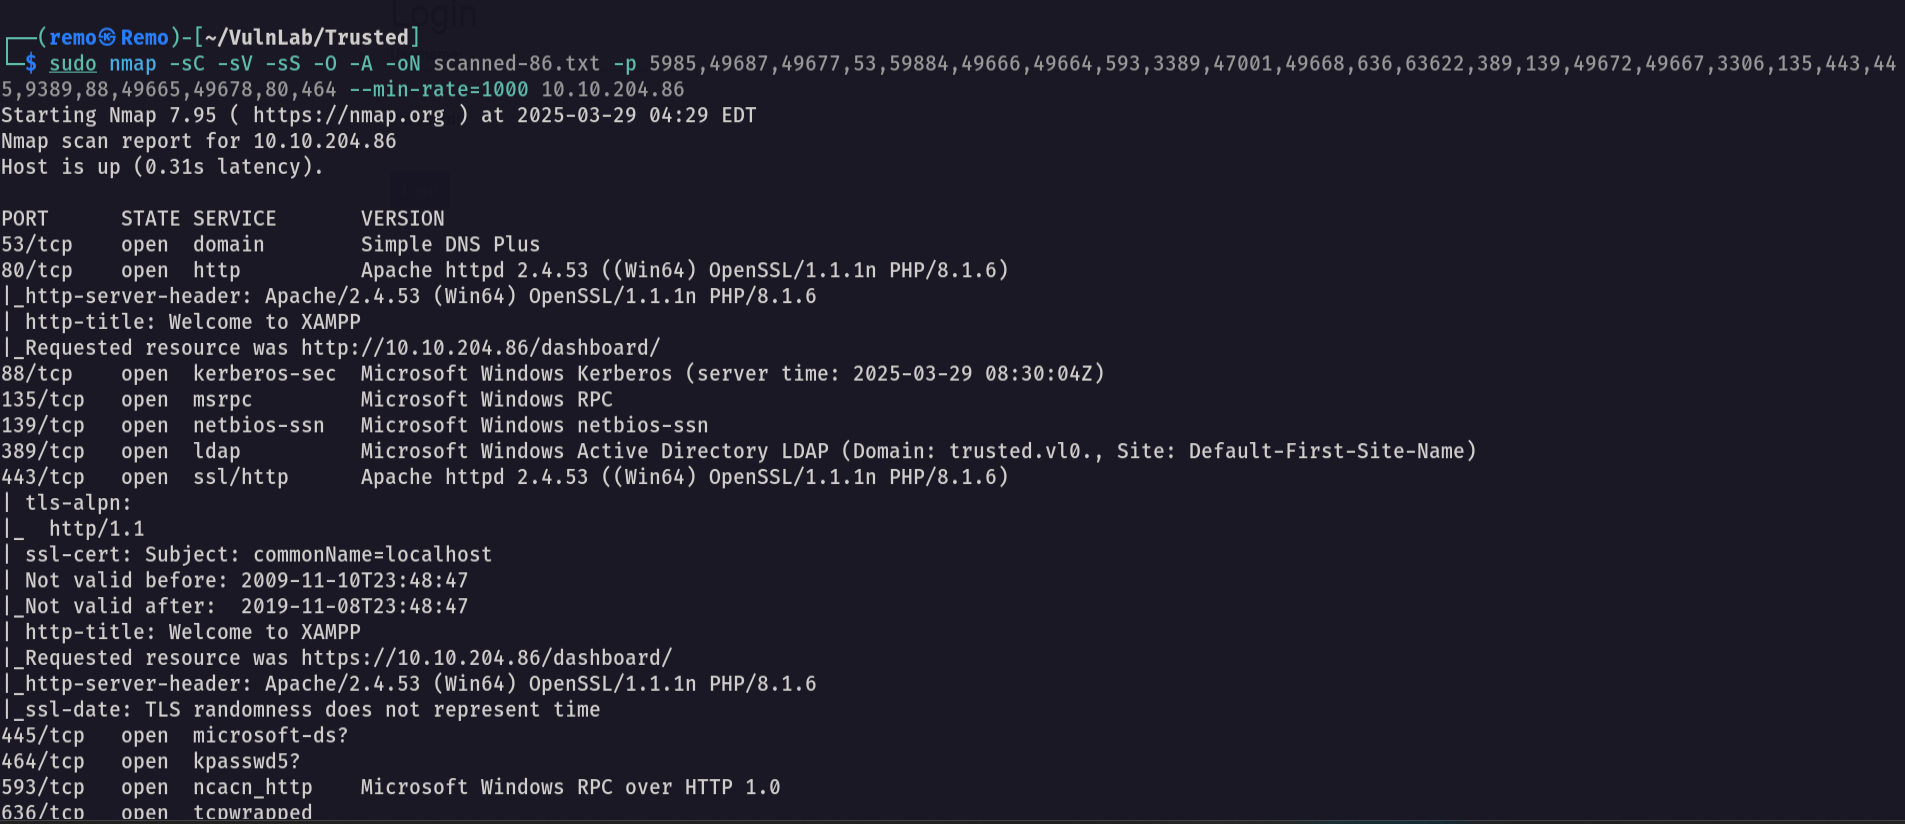 Login
┌──(remo㉿Remo)-[~/VulnLab/Trusted]
└─$ sudo nmap -sC -sV -sS -O -A -oN scanned-86.txt -p 5985,49687,49677,53,59884,49666,49664,593,3389,47001,49668,636,63622,389,139,49672,49667,3306,135,443,44
5,9389,88,49665,49678,80,464 --min-rate=1000 10.10.204.86
Starting Nmap 7.95 ( https://nmap.org ) at 2025-03-29 04:29 EDT
Nmap scan report for 10.10.204.86
Host is up (0.31s latency).
PORT      STATE SERVICE       VERSION
53/tcp    open  domain        Simple DNS Plus
80/tcp    open  http          Apache httpd 2.4.53 ((Win64) OpenSSL/1.1.1n PHP/8.1.6)
|_http-server-header: Apache/2.4.53 (Win64) OpenSSL/1.1.1n PHP/8.1.6
| http-title: Welcome to XAMPP
|_Requested resource was http://10.10.204.86/dashboard/
88/tcp    open  kerberos-sec  Microsoft Windows Kerberos (server time: 2025-03-29 08:30:04Z)
135/tcp   open  msrpc         Microsoft Windows RPC
139/tcp   open  netbios-ssn   Microsoft Windows netbios-ssn
389/tcp   open  ldap          Microsoft Windows Active Directory LDAP (Domain: trusted.vl0., Site: Default-First-Site-Name)
443/tcp   open  ssl/http      Apache httpd 2.4.53 ((Win64) OpenSSL/1.1.1n PHP/8.1.6)
| tls-alpn:
|_  http/1.1
| ssl-cert: Subject: commonName=localhost
| Not valid before: 2009-11-10T23:48:47
|_Not valid after:  2019-11-08T23:48:47
| http-title: Welcome to XAMPP
|_Requested resource was https://10.10.204.86/dashboard/
|_http-server-header: Apache/2.4.53 (Win64) OpenSSL/1.1.1n PHP/8.1.6
|_ssl-date: TLS randomness does not represent time
445/tcp   open  microsoft-ds?
464/tcp   open  kpasswd5?
593/tcp   open  ncacn_http    Microsoft Windows RPC over HTTP 1.0
636/tcp   open  tcpwrapped